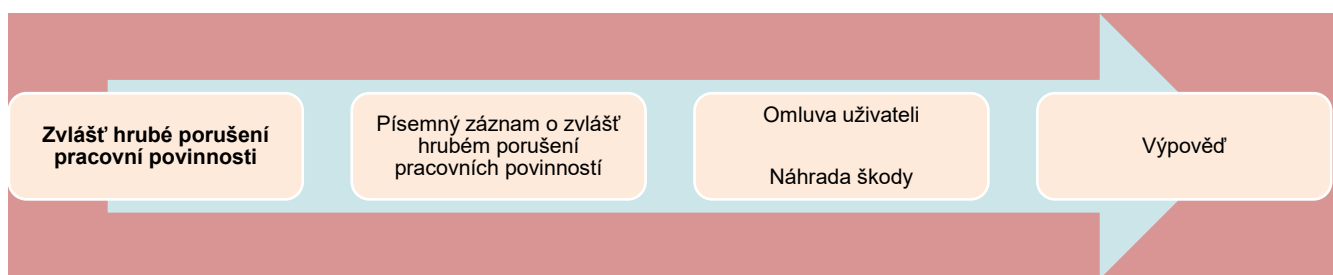 Zvlášť hrubé porušení
pracovní povinnosti
Písemný záznam o zvlášť
hrubém porušení
pracovních povinností
Omluva uživateli
Náhrada škody
Výpověď